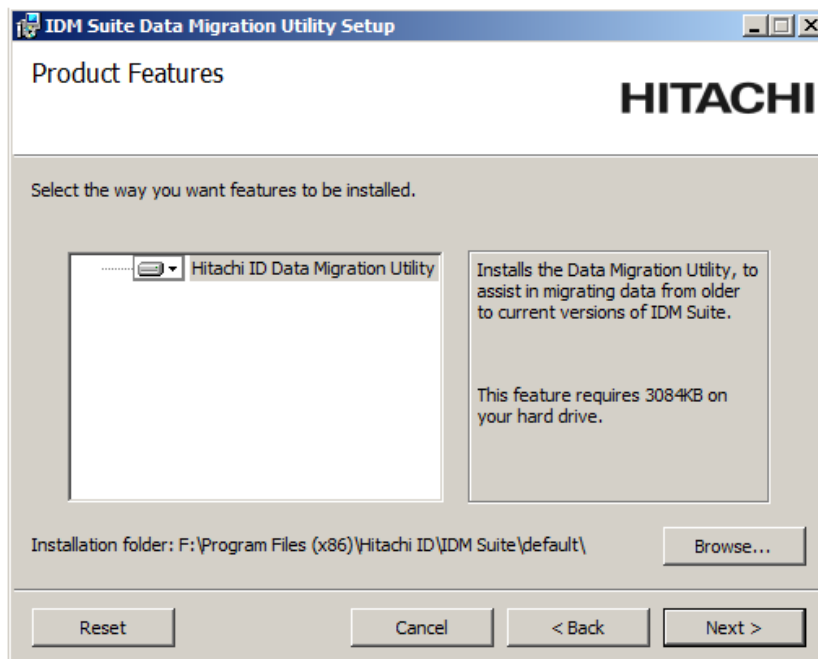 IDM Suite Data Migration Utility Setup
Product Features
HITACHI
Select the way you want features to be installed.
Hitachi ID Data Migration Utility
Installs the Data Migration Utility, to
assist in migrating data from older
to current versions of IDM Suite.
This feature requires 3084KB on
your hard drive.
Installation folder: F:\Program Files (x86)\Hitachi ID\IDM Suite\default\
Browse...
Reset
Cancel
< Back
Next >